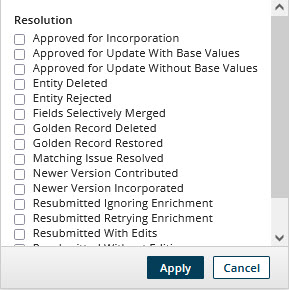 Resolution
Approved for Incorporation
Approved for Update With Base Values
Approved for Update Without Base Values
Entity Deleted
Entity Rejected
Fields Selectively Merged
Golden Record Deleted
Golden Record Restored
Matching Issue Resolved
Newer Version Contributed
Newer Version Incorporated
Resubmitted Ignoring Enrichment
Resubmitted Retrying Enrichment
Resubmitted With Edits
Apply Cancel